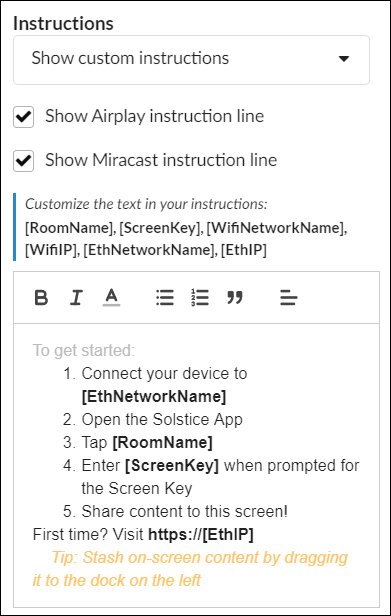 Instructions
Show custom instructions
Show Airplay instruction line
Show Miracast instruction line
Customize the text in your instructions:
[RoomName], [ScreenKey], [WifiNetworkName],
[WifiIP], [EthNetworkName], [EthIP]
B I A
To get started:
1. Connect your device to
[EthNetworkName]
2. Open the Solstice App
3. Tap [RoomName]
4. Enter [ScreenKey] when prompted for
the Screen Key
5. Share content to this screen!
First time? Visit https://[EthIP]
Tip: Stash on-screen content by dragging
it to the dock on the left